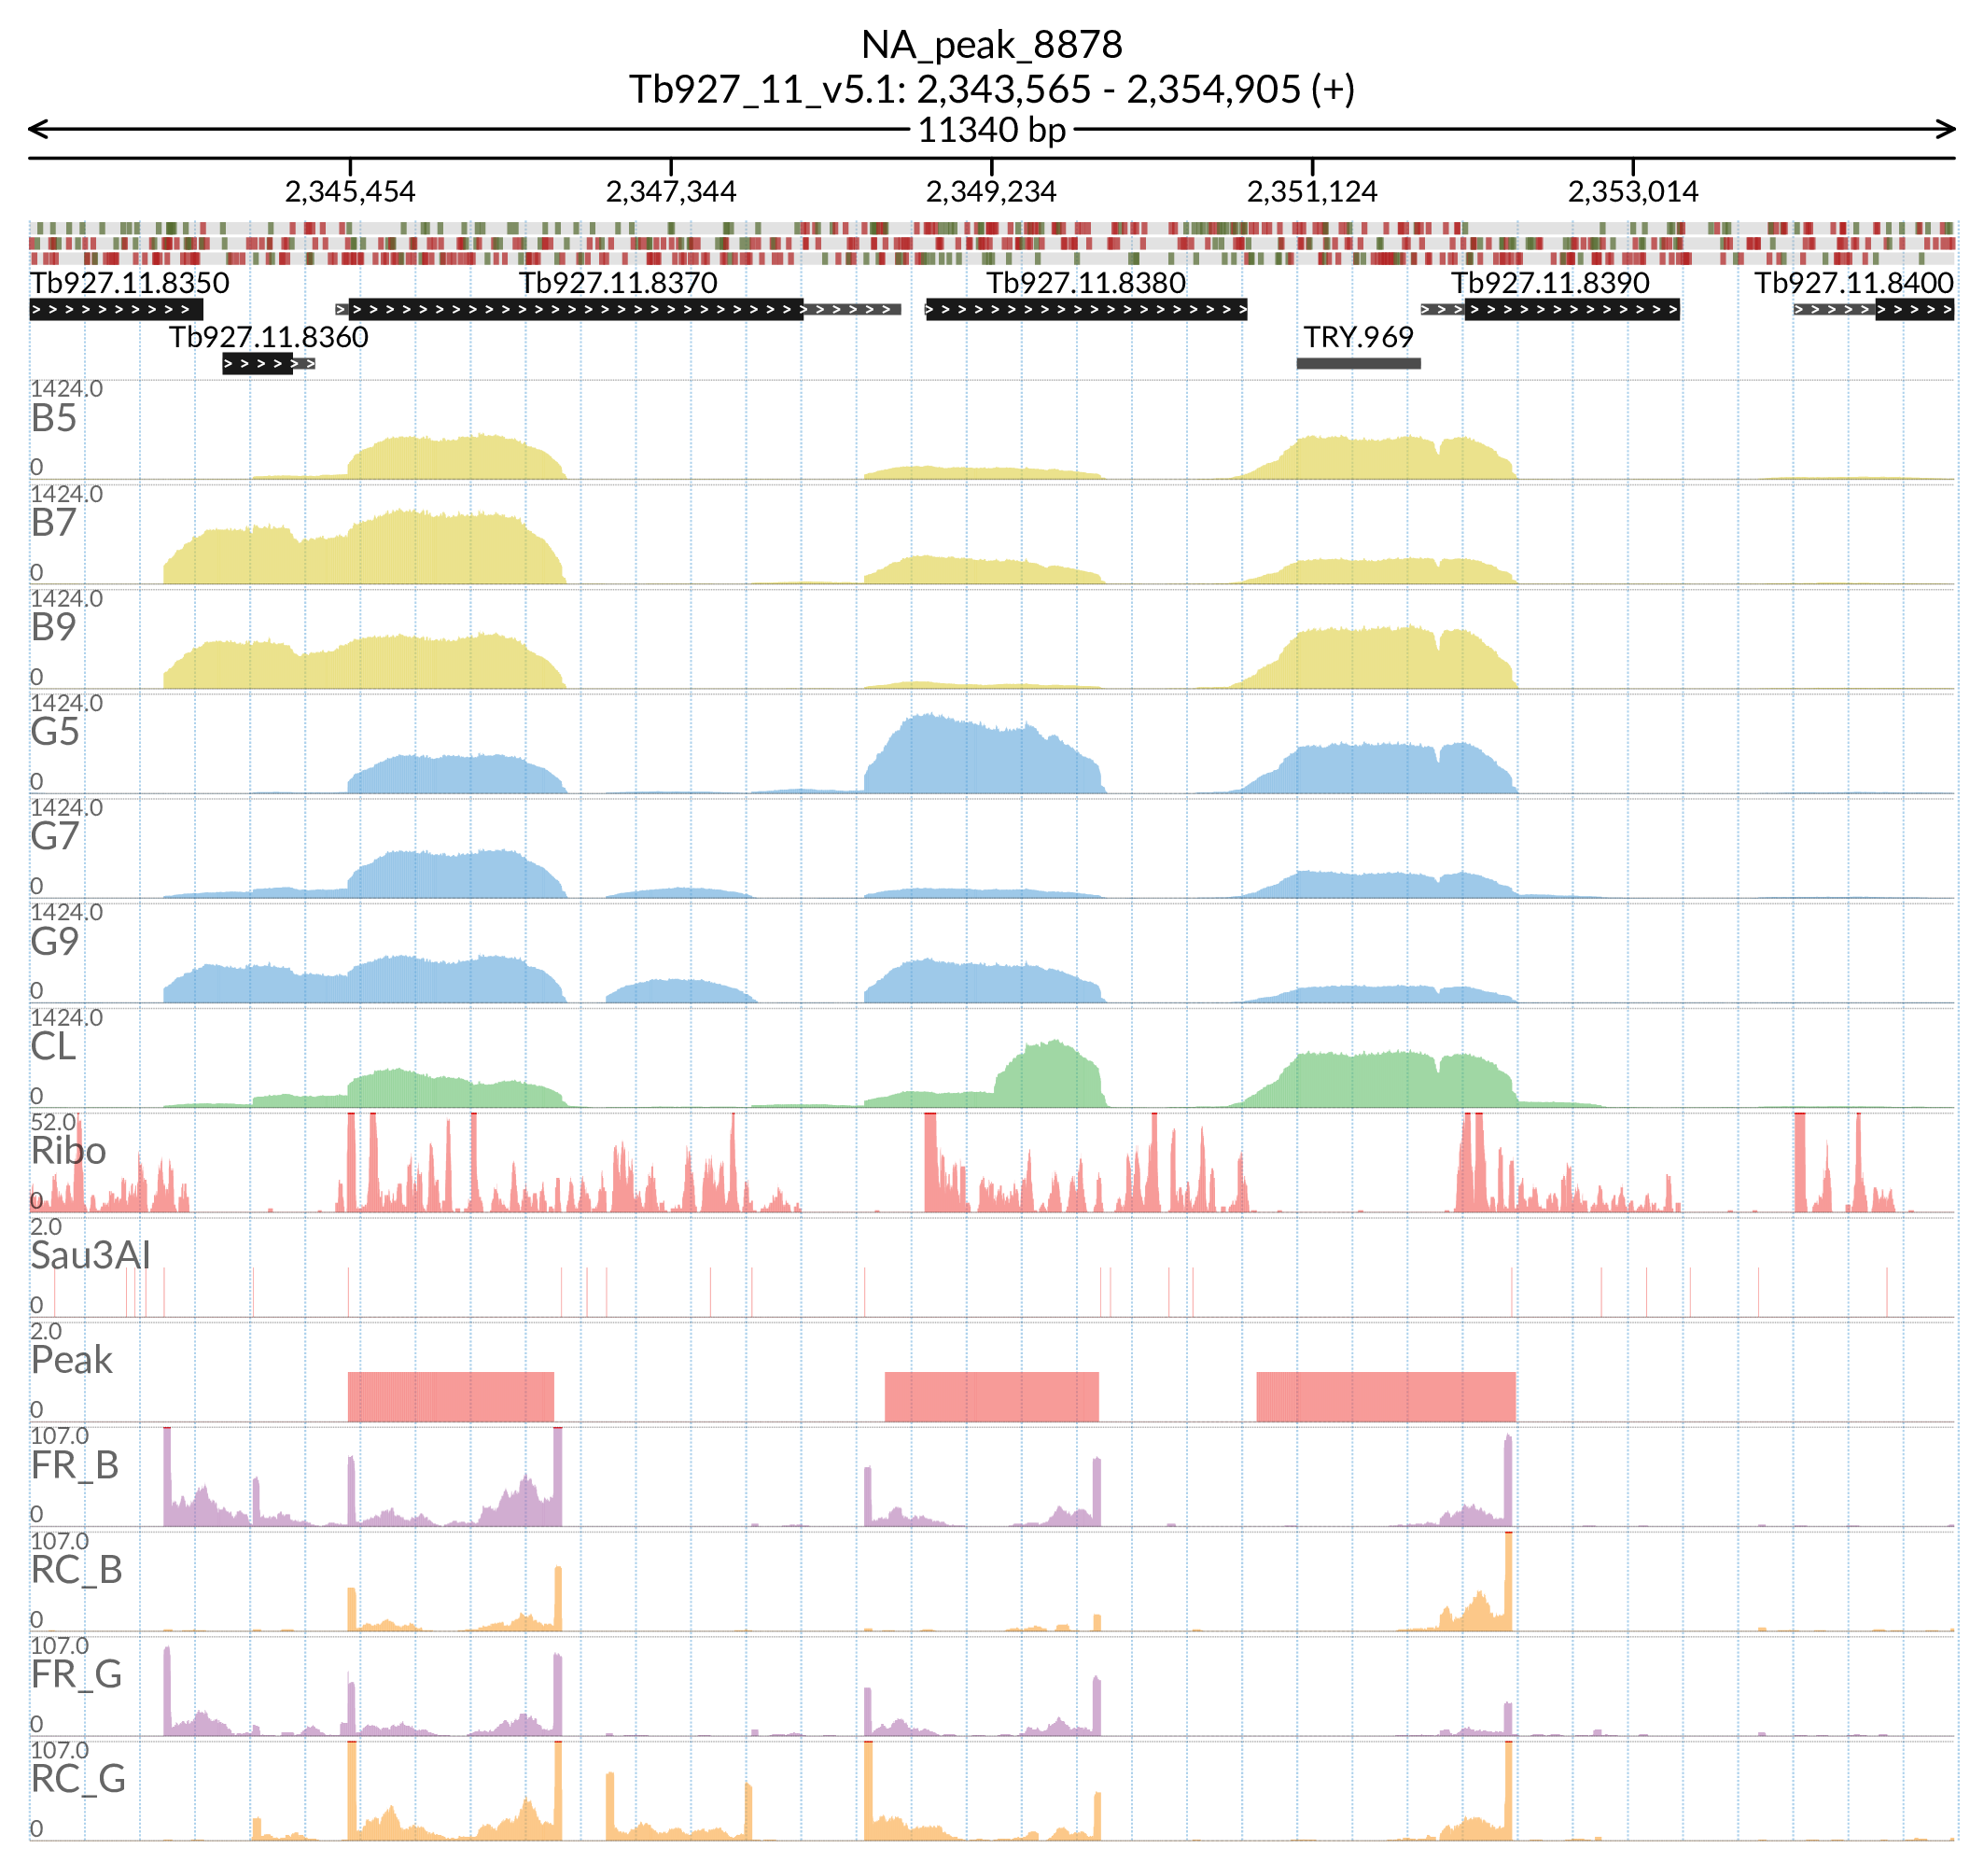 NA_peak_8878
Tb927_11_v5.1: 2,343,565 - 2,354,905 (+)
11340 bp
2,345,454 2,347,344 2,349,234 2,351,124 2,353,014
Tb927.11.8350 Tb927.11.8370 Tb927.11.8380 Tb927.11.8390 Tb927.11.8400
Tb927.11.8360 TRY.969
1424.0
B5
0
1424.0
B7
0
1424.0
B9
0
1424.0
G5
0
1424.0
G7
0
1424.0
G9
0
1424.0
CL
0
52.0
Ribo
0
2.0
Sau3AI
0
2.0
Peak
0
107.0
FR_B
0
107.0
RC_B
0
107.0
FR_G
0
107.0
RC_G
0